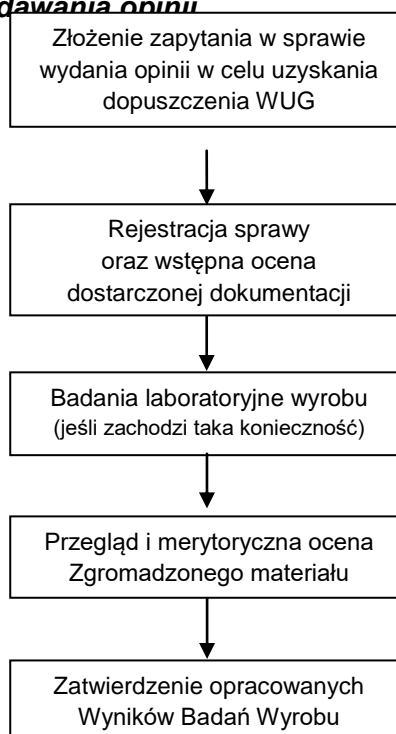 opinii
Złożenie zapytania w sprawie
wydania opinii w celu uzyskania
dopuszczenia WUG
Rejestracja sprawy
oraz wstępna ocena
dostarczonej dokumentacji
Badania laboratoryjne wyrobu
(jeśli zachodzi taka konieczność)
Przegląd i merytoryczna ocena
Zgromadzonego materiału
Zatwierdzenie opracowanych
Wyników Badań Wyrobu